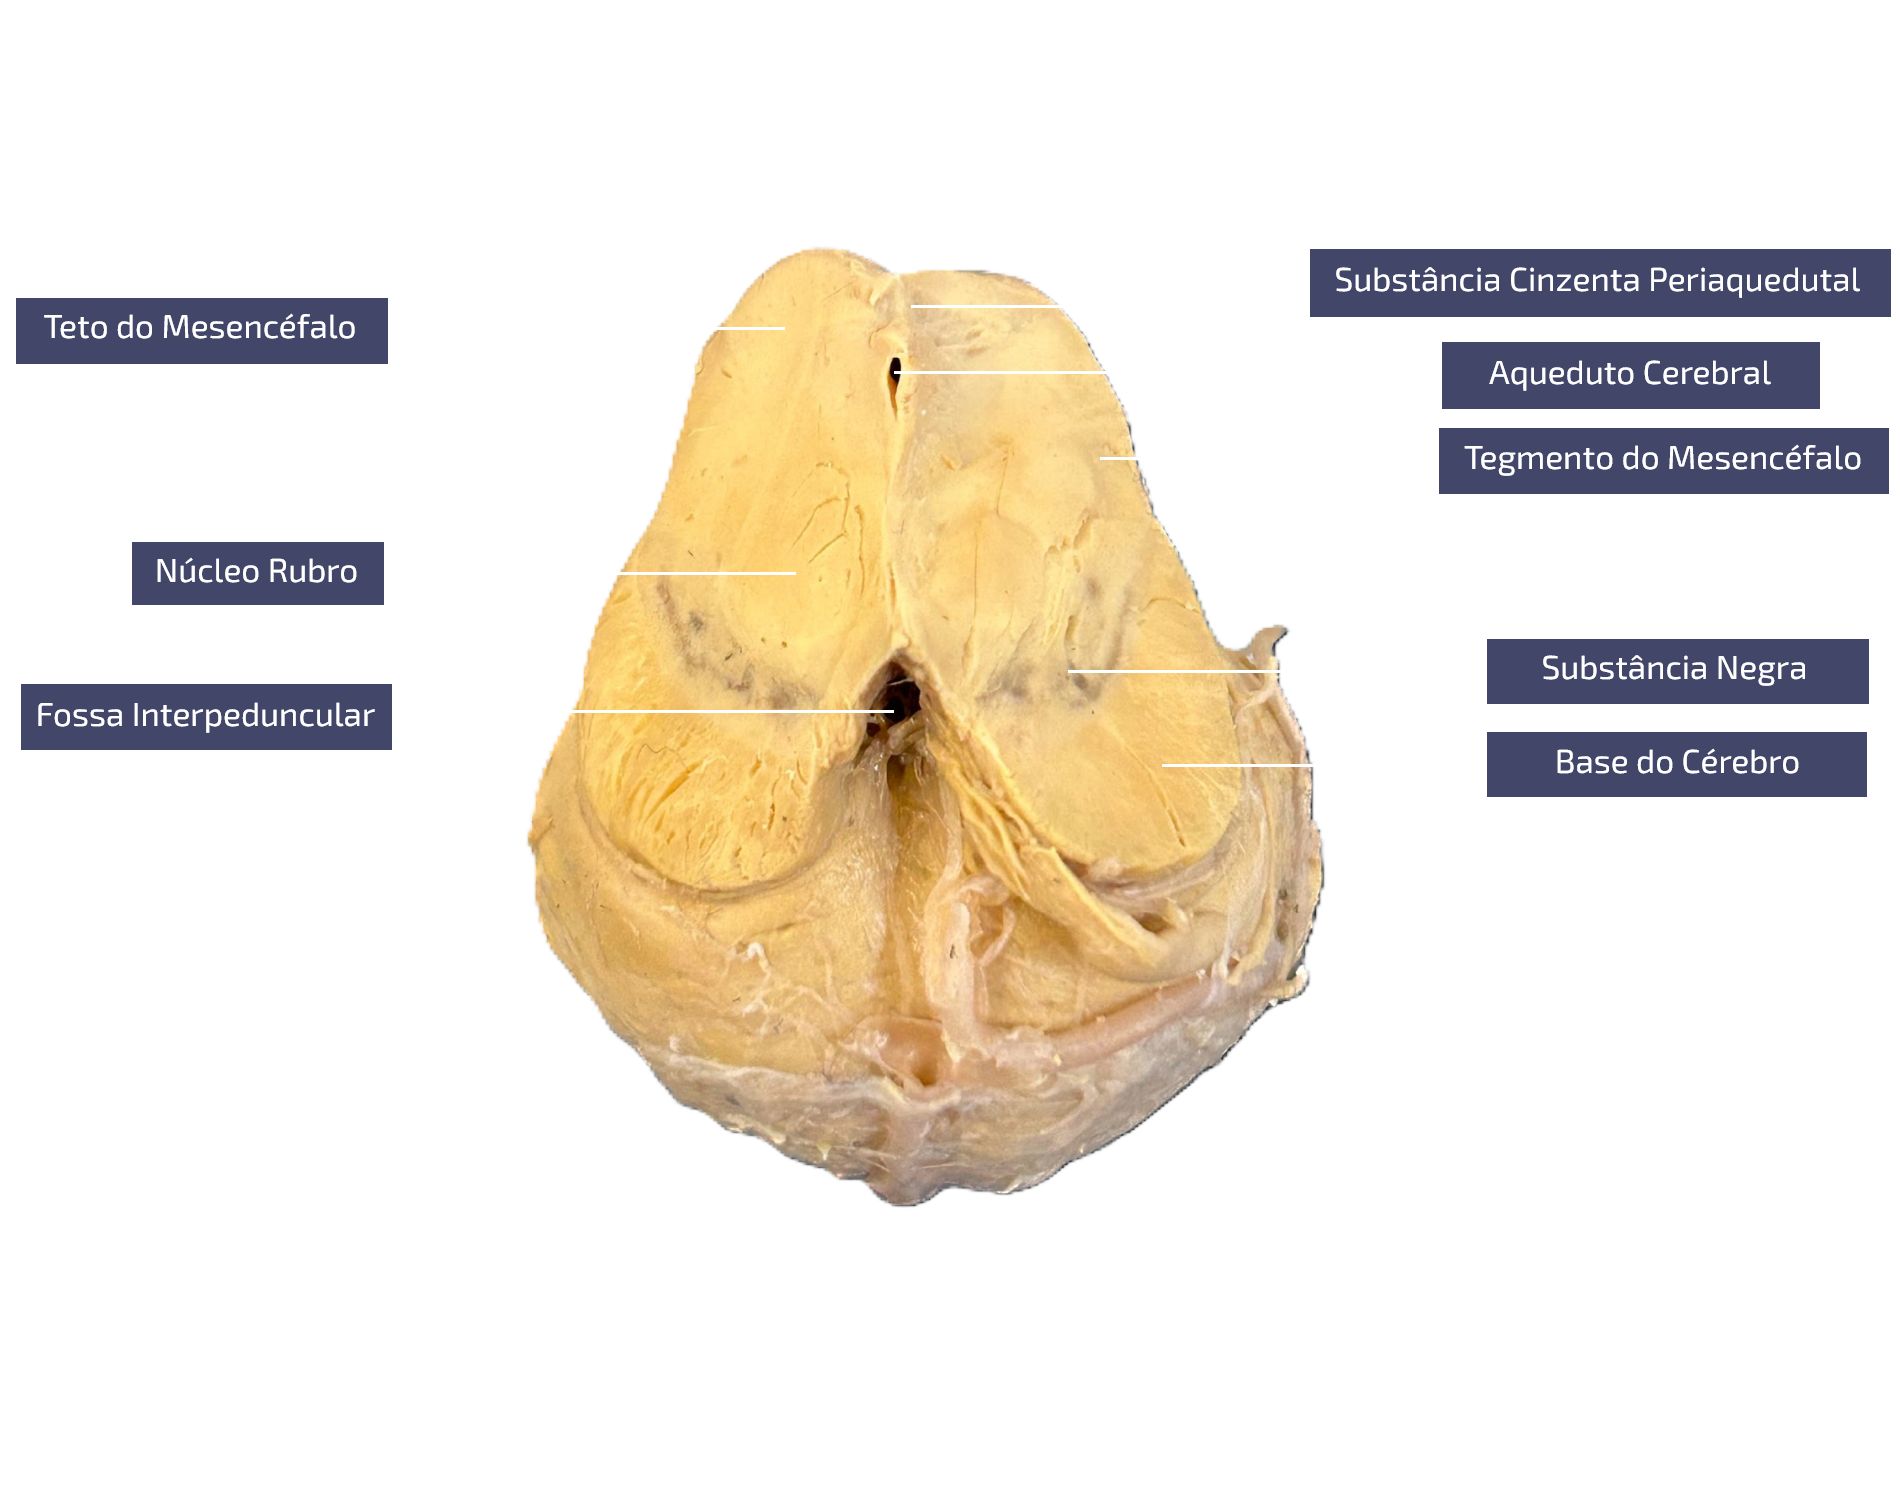 Teto do Mesencéfalo
Núcleo Rubro
Fossa Interpeduncular
Substância Cinzenta Periaquedutal
Aqueduto Cerebral
Tegmento do Mesencéfalo
Substância Negra
Base do Cérebro